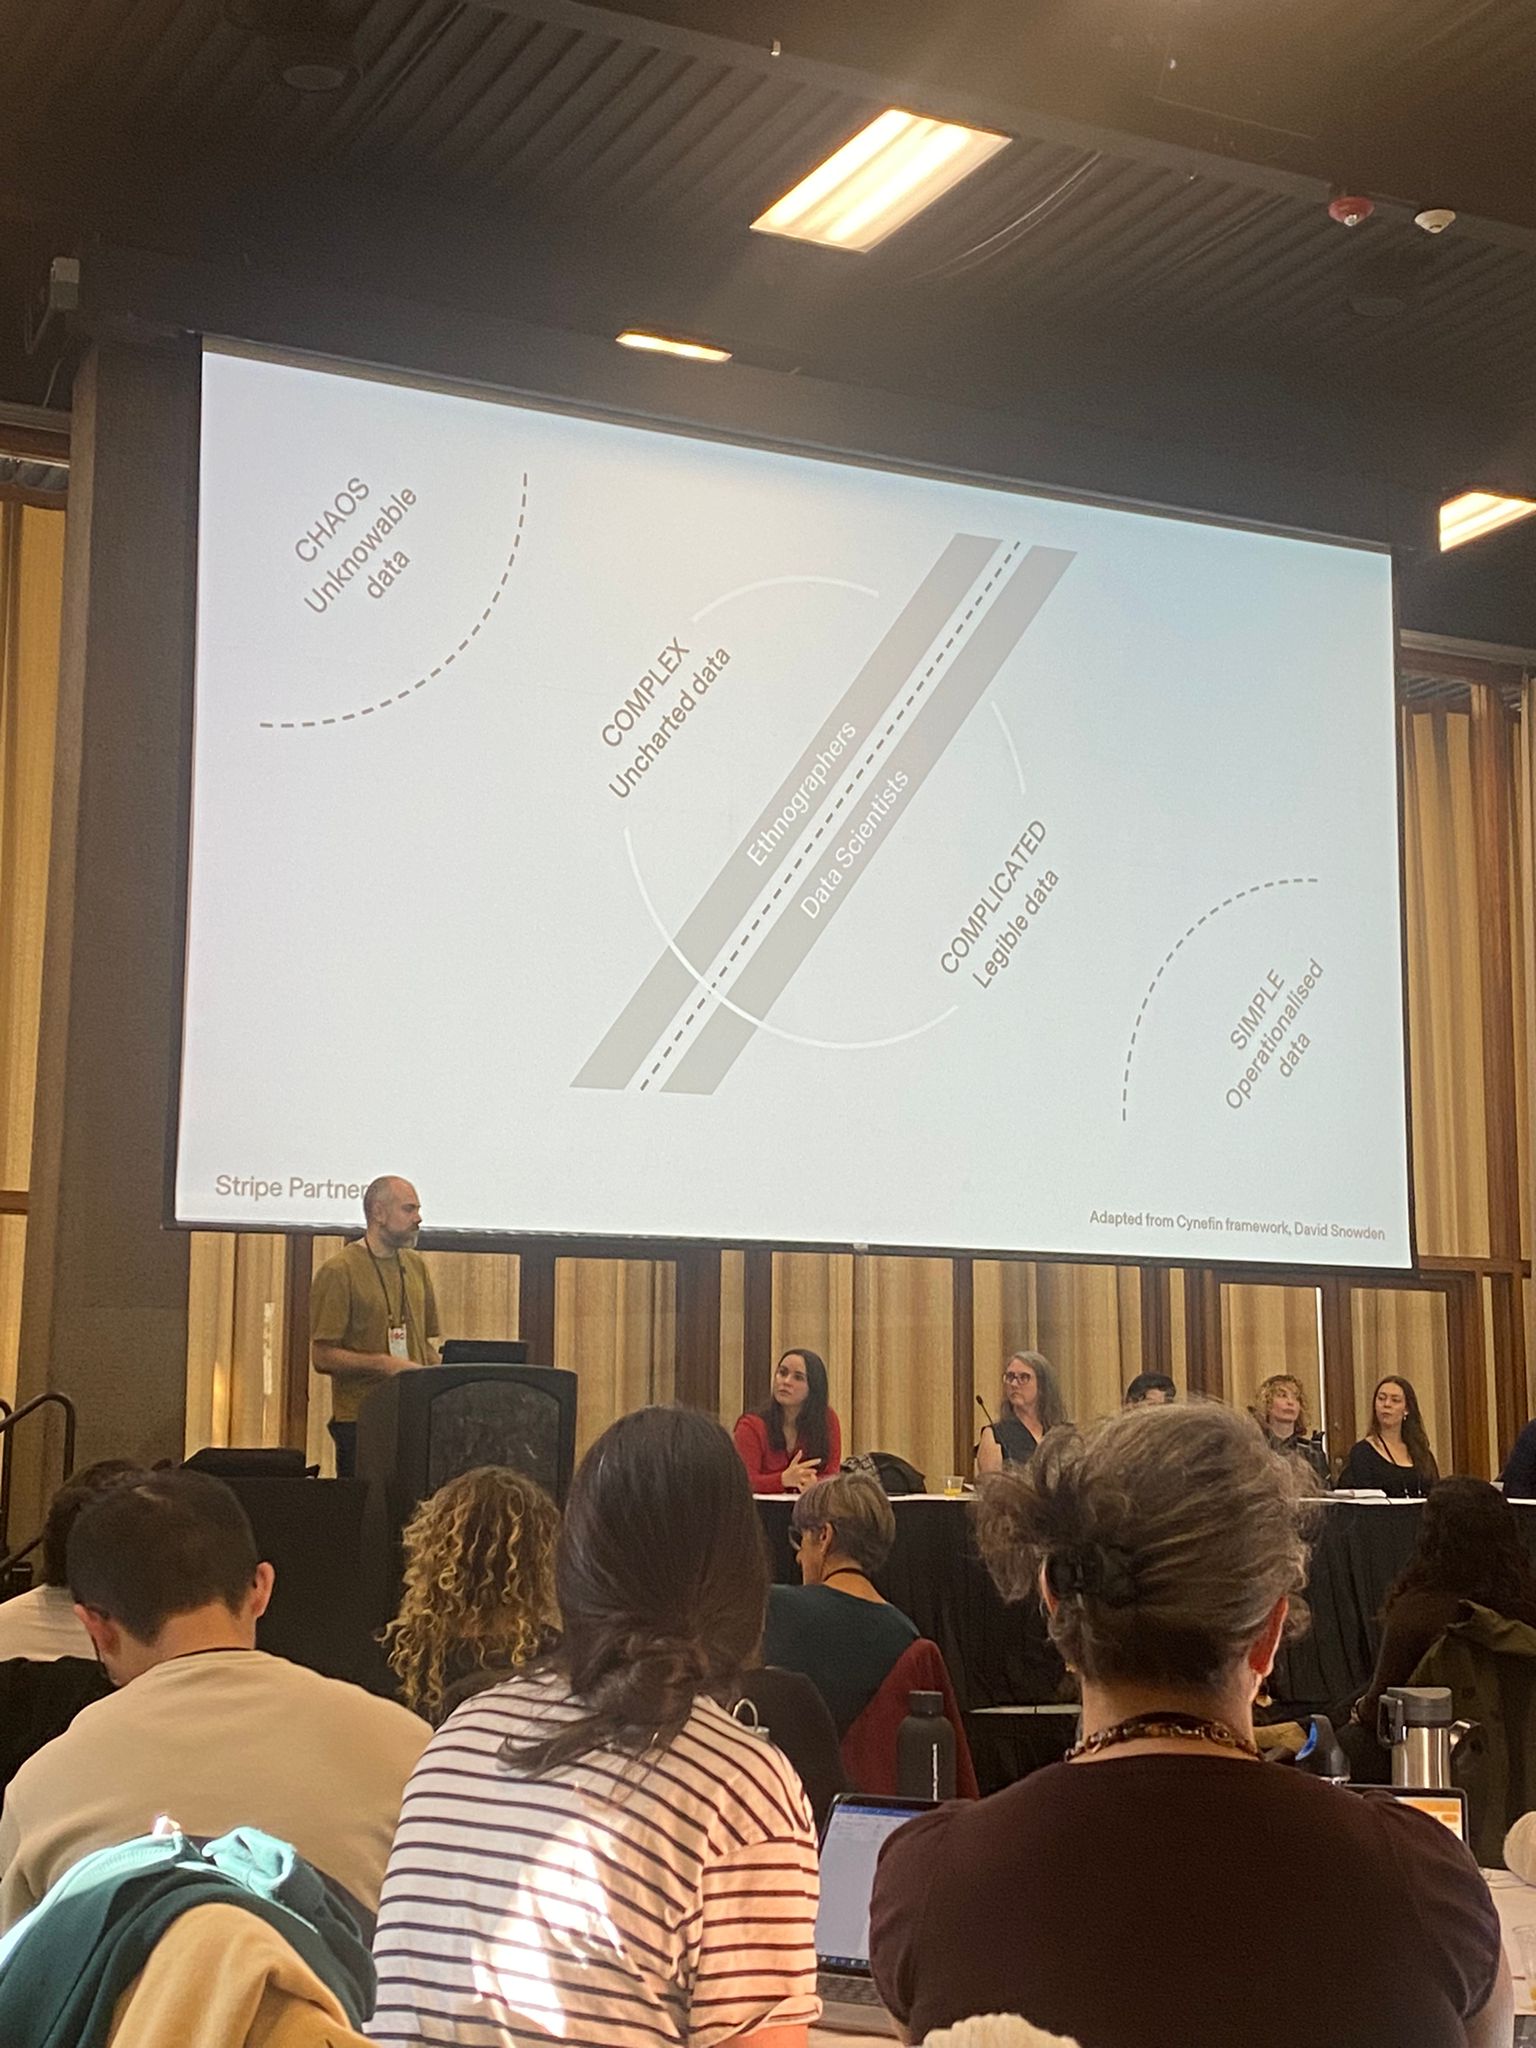 CHAOS
Unknowable
data
COMPLEX
Uncharted data
Ethnographers
Data Scientists
COMPLICATED
Legible data
SIMPLE
Operationalised
data
Stripe Partner
Adapted from Cynefin framework, David Snowden